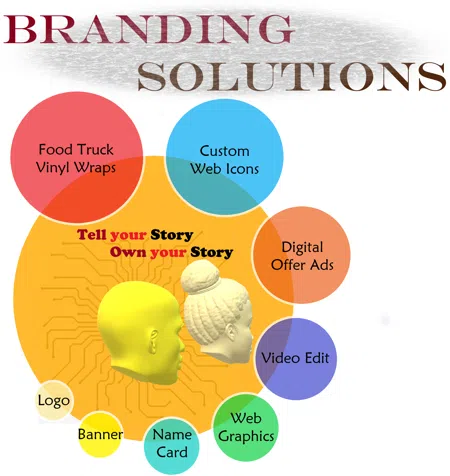 BRANDING
SOLUTIONS
Food Truck
Vinyl Wraps
Custom
Web Icons
Tell your Story
Own your Story
Digital
Offer Ads
Video Edit
Logo
Banner
Name
Card
Web
Graphics